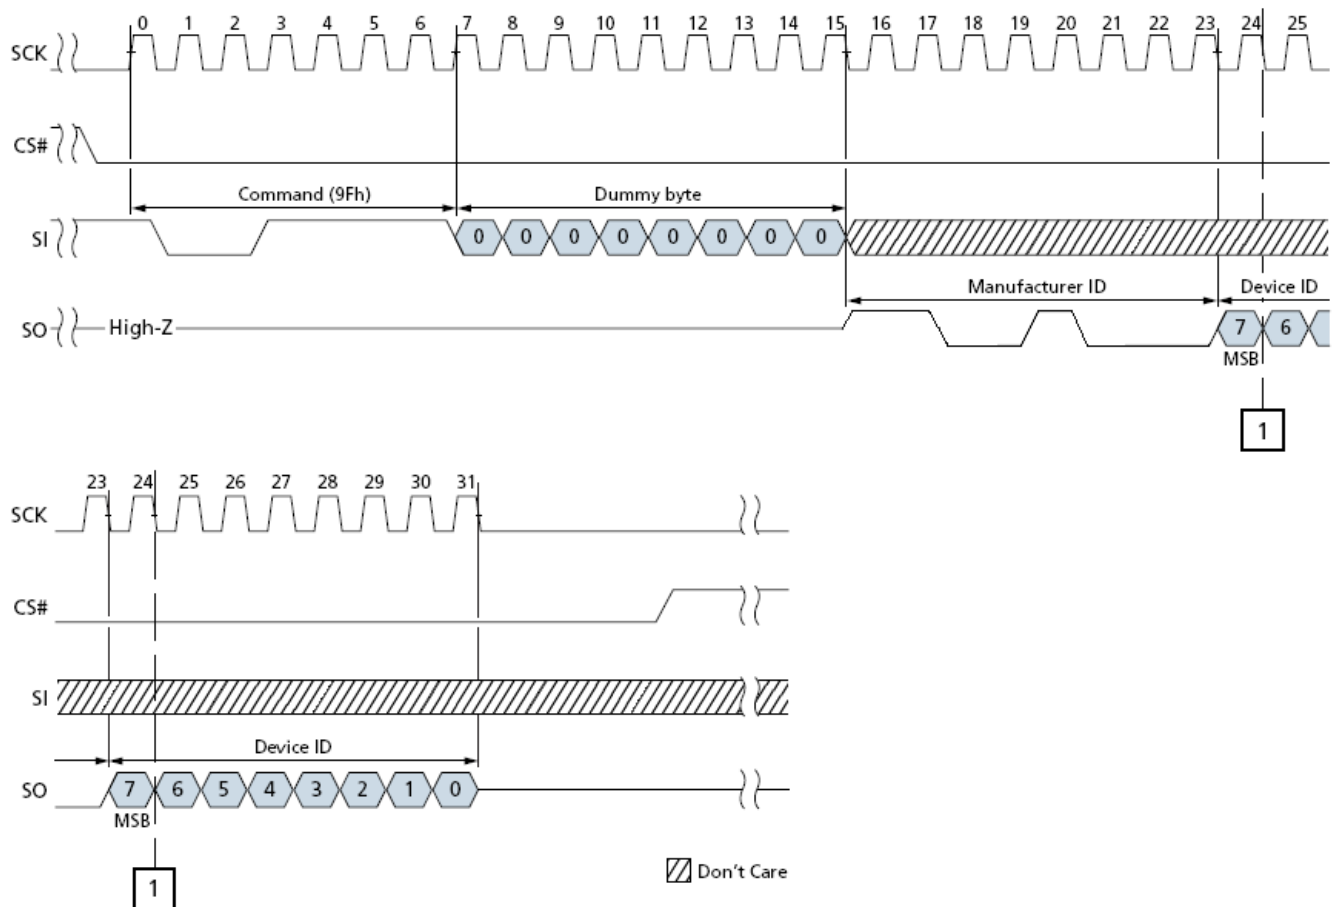 0 1 2 3 4 5 6 7 8 9 10 11 12 13 14 15 16 17 18 19 20 21 22 23 24 25
SCK
CS#
Command (9Fh) Dummy byte
SI 0 0 0 0 0 0 0 0
Manufacturer ID Device ID
SO High-Z 7 6
MSB
1
23 24 25 26 27 28 29 30 31
SCK
CS#
SI
Device ID
SO 7 6 5 4 3 2 1 0
MSB
1
Don't Care